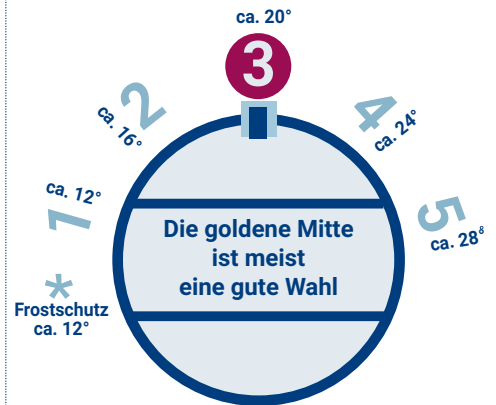 ca. 20°
3
2
ca. 16°
4
ca. 24°
ca. 12°
1
5
ca. 28°
Die goldene Mitte
ist meist
eine gute Wahl
*
Frostschutz
ca. 12°